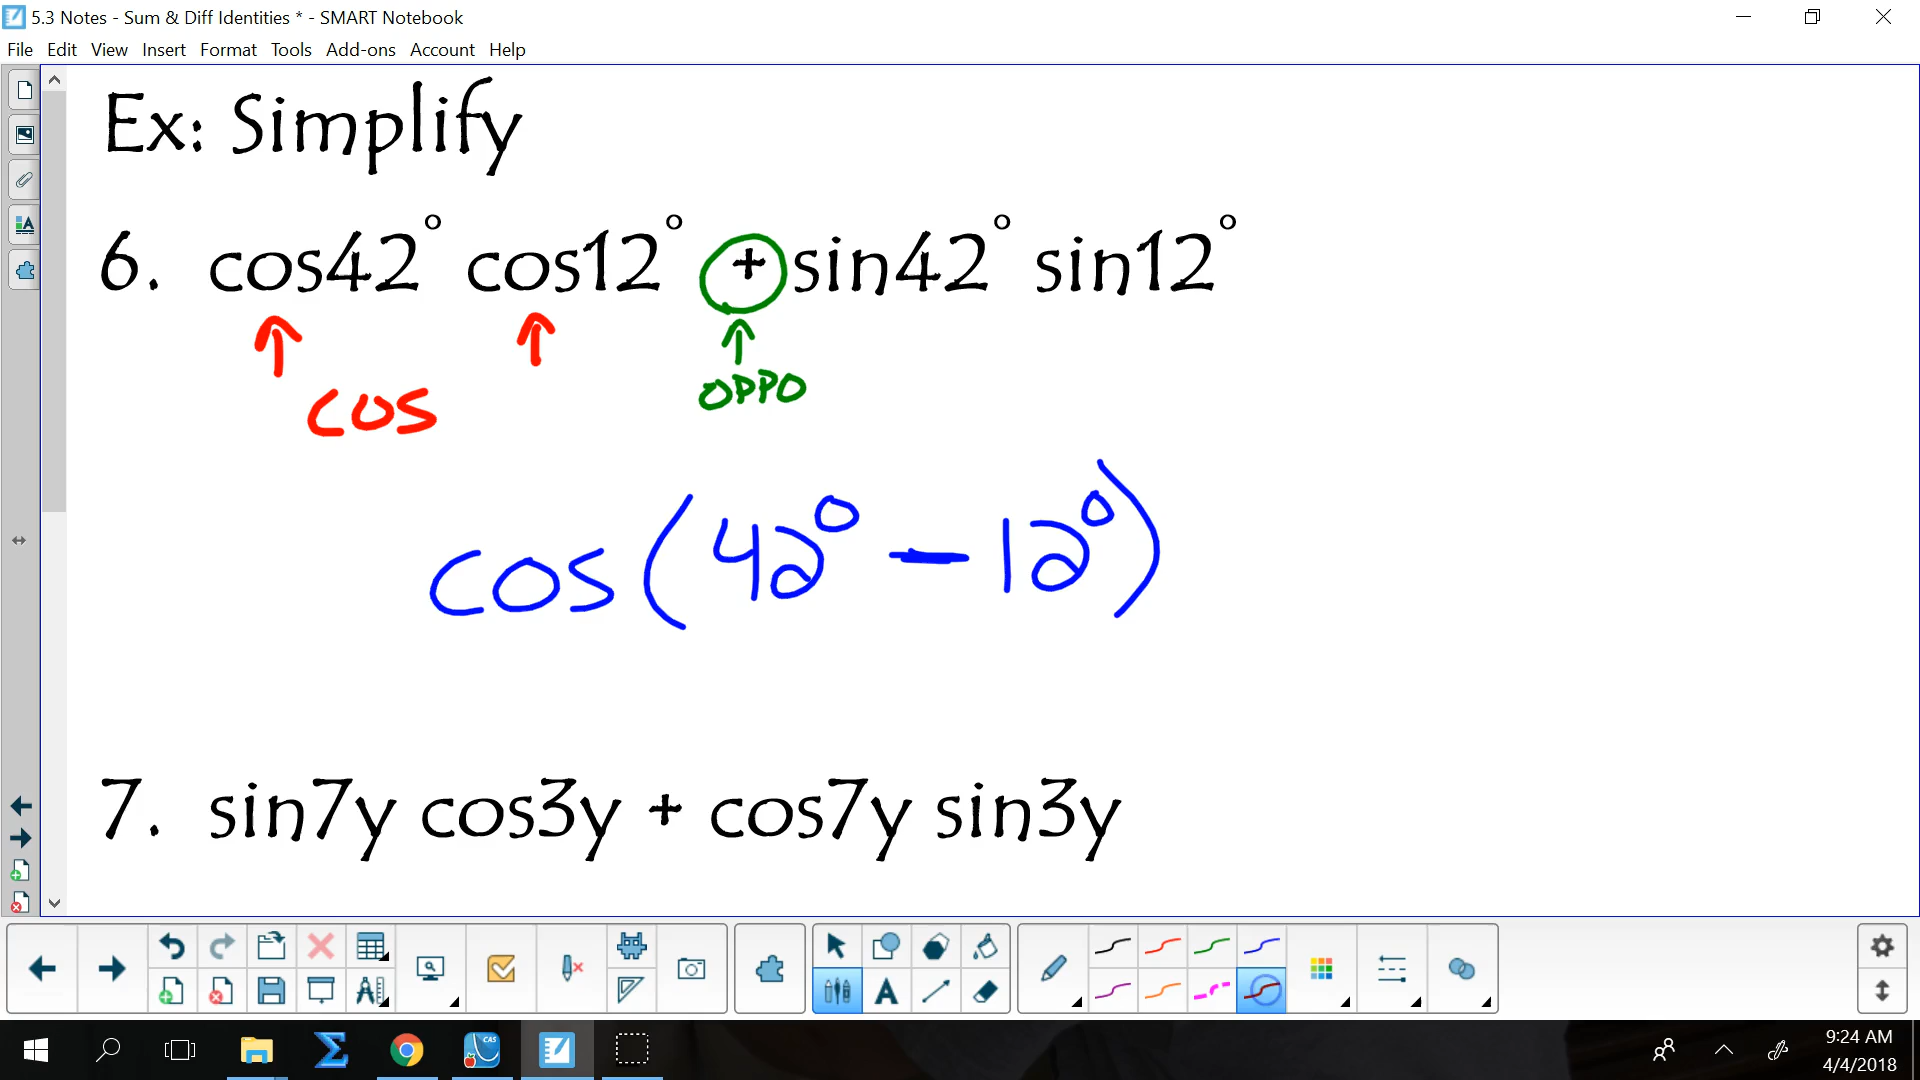 5.3 Notes - Sum & Diff Identities * - SMART Notebook
File Edit View Insert Format Tools Add-ons Account Help
Ex: Simplify
6. cos42° cos12° + sin42° sin12°
cos
OPPO
cos(42° - 12°)
7. sin7y cos3y + cos7y sin3y
A
CAS
9:24 AM
4/4/2018